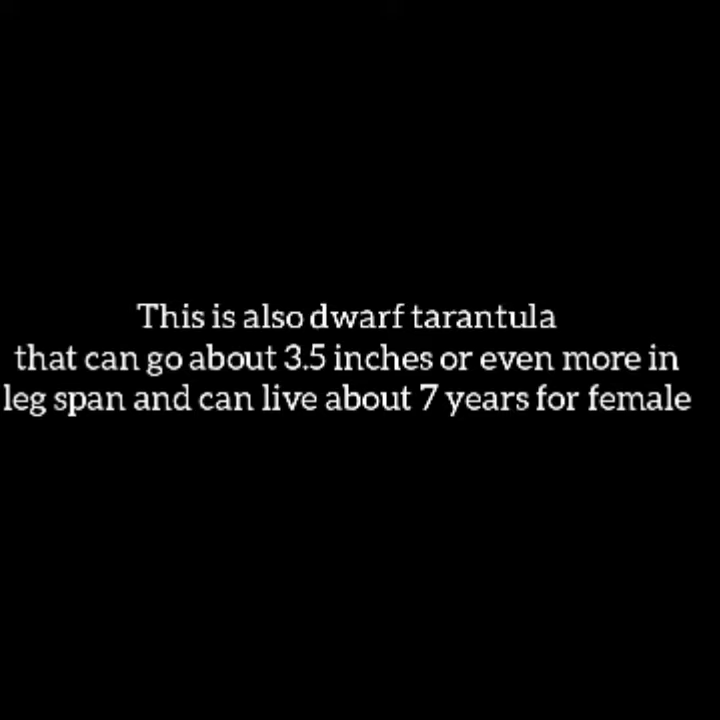 This is also dwarf tarantula
that can go about 3.5 inches or even more in
leg span and can live about 7 years for female